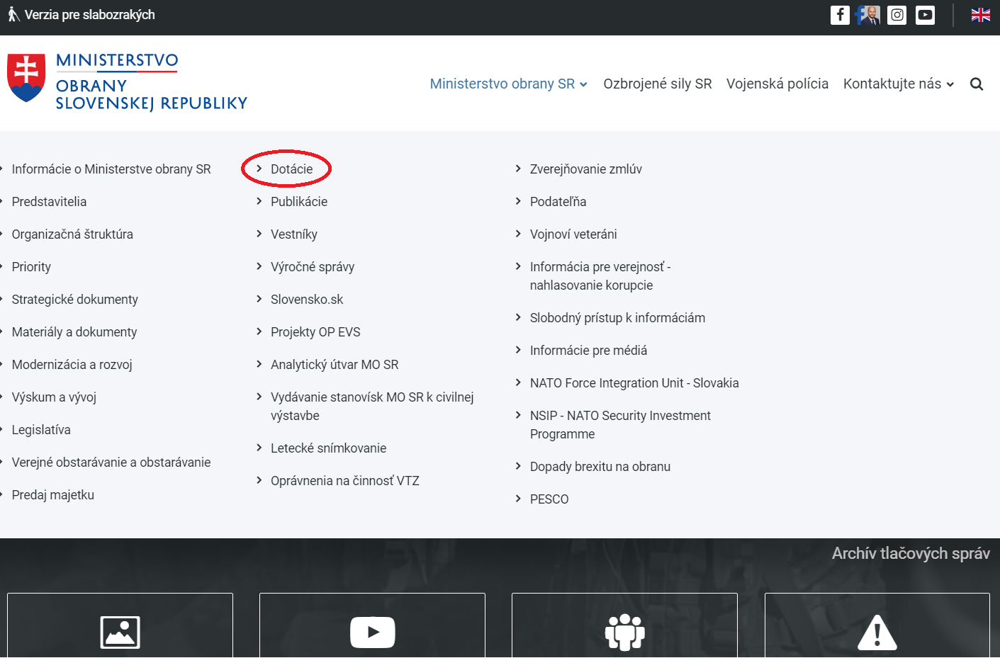 Verzia pre slabozrakých
MINISTERSTVO
OBRANY
SLOVENSKEJ REPUBLIKY
Ministerstvo obrany SR
Ozbrojené sily SR
Vojenská polícia
Kontaktujte nás
Informácie o Ministerstve obrany SR
Predstavitelia
Organizačná štruktúra
Priority
Strategické dokumenty
Materiály a dokumenty
Modernizácia a rozvoj
Výskum a vývoj
Legislatíva
Verejné obstarávanie a obstarávanie
Predaj majetku
Dotácie
Publikácie
Vestníky
Výročné správy
Slovensko.sk
Projekty OP EVS
Analytický útvar MO SR
Vydávanie stanovísk MO SR k civilnej
výstavbe
Letecké snímkovanie
Oprávnenia na činnosť VTZ
Zverejňovanie zmlúv
Podateľňa
Vojnoví veteráni
Informácia pre verejnosť -
nahlasovanie korupcie
Slobodný prístup k informáciám
Informácie pre médiá
NATO Force Integration Unit - Slovakia
NSIP - NATO Security Investment
Programme
Dopady brexitu na obranu
PESCO
Archív tlačových správ